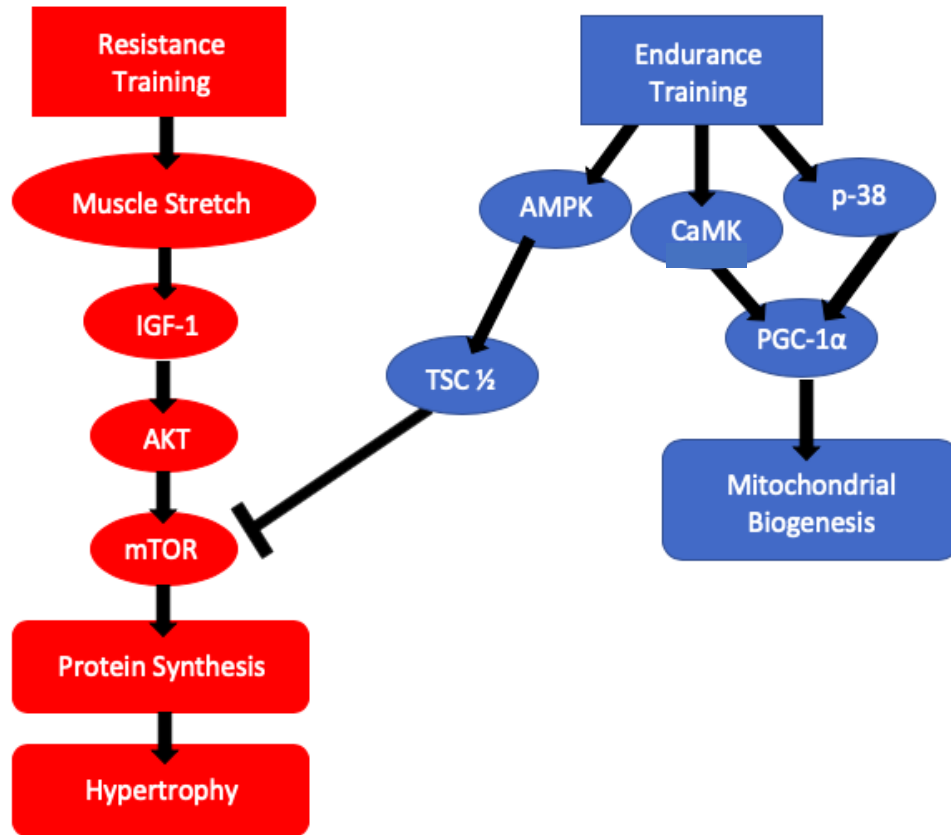 Resistance
Training
Muscle Stretch
IGF-1
AKT
mTOR
Protein Synthesis
Hypertrophy
Endurance
Training
AMPK
CaMK
p-38
TSC ½
PGC-1α
Mitochondrial
Biogenesis